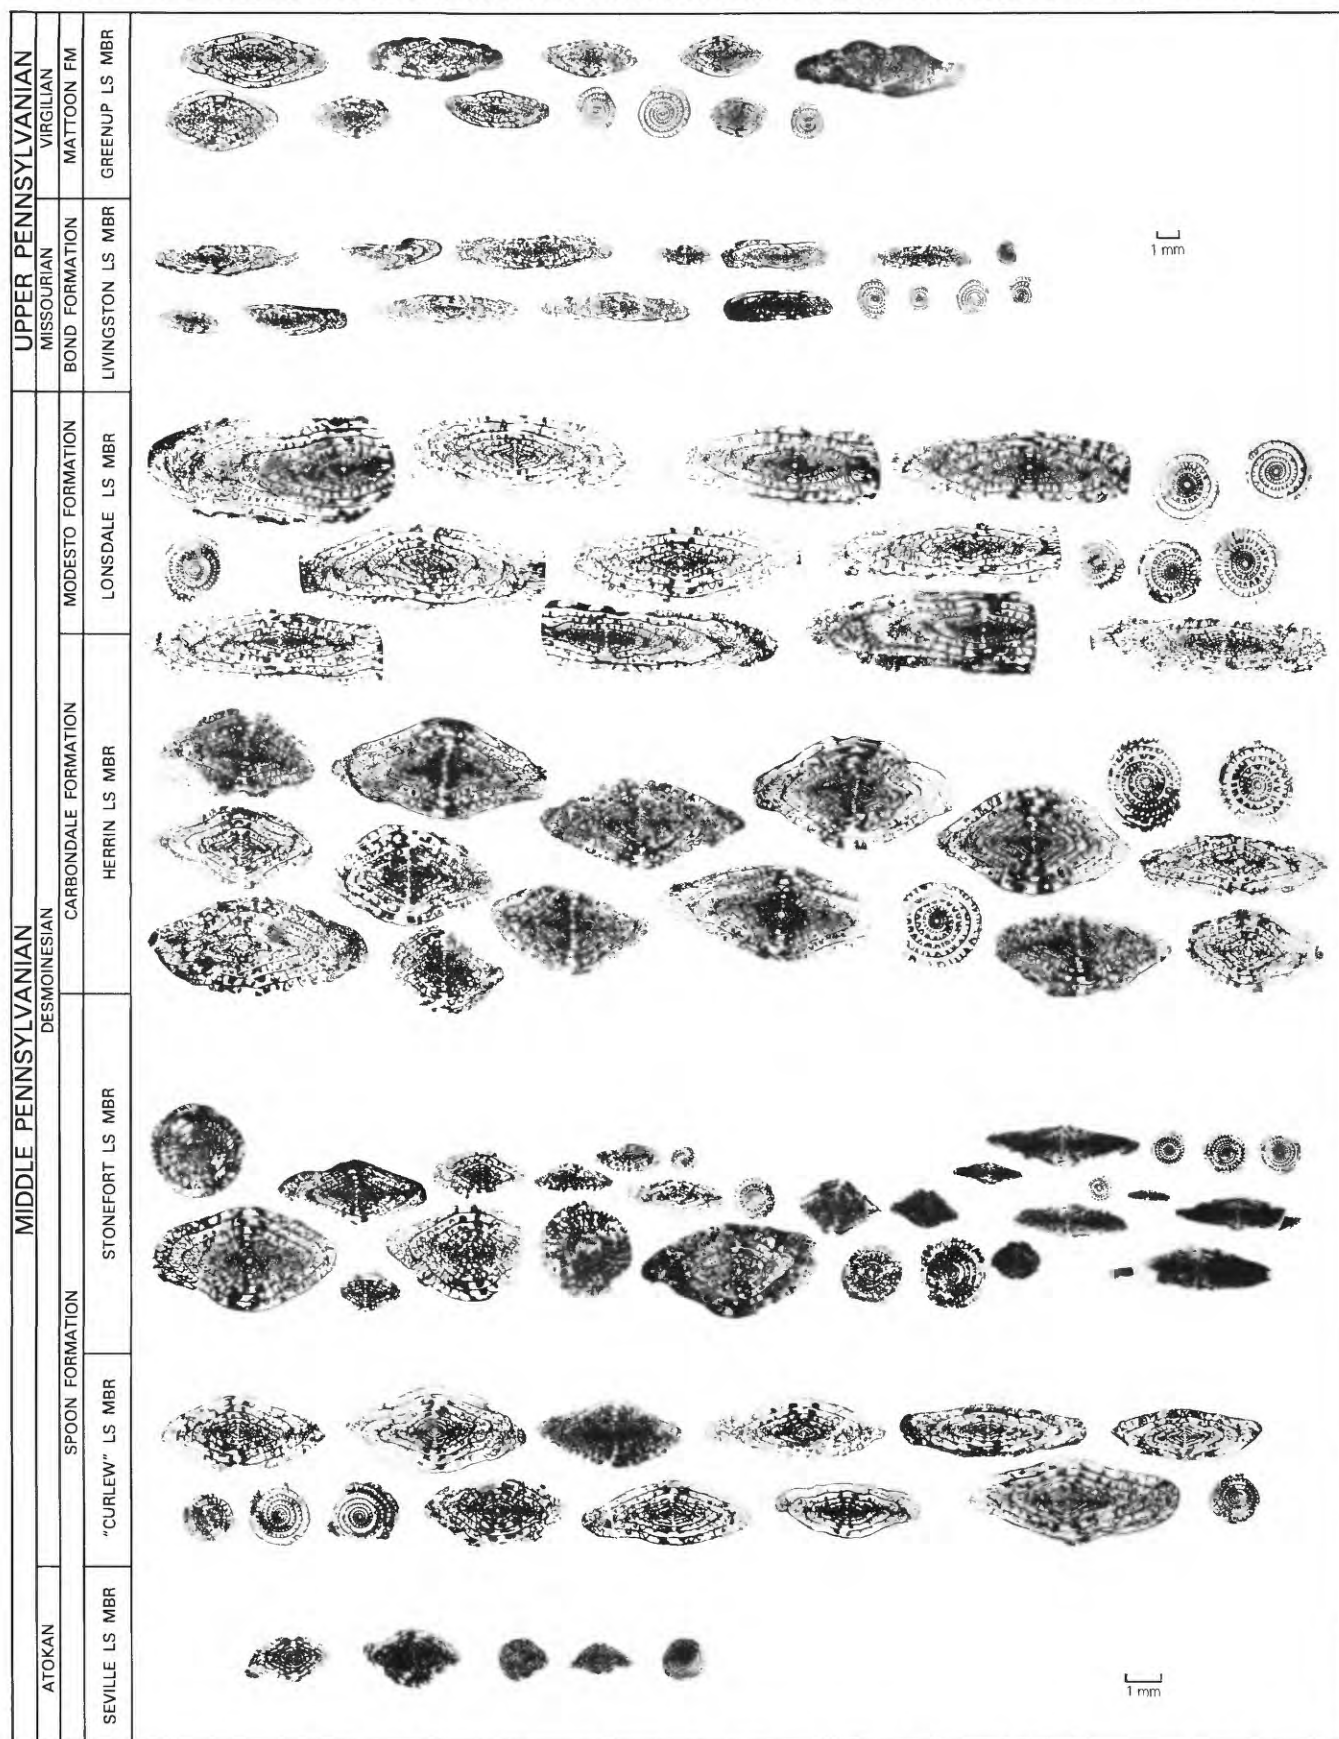 UPPER PENNSYLVANIAN
VIRGILIAN
MATTOON FM
GREENUP LS MBR
MISSOURIAN
BOND FORMATION
LIVINGSTON LS MBR
1 mm
MIDDLE PENNSYLVANIAN
DESMOINESIAN
MODESTO FORMATION
LONSDALE LS MBR
CARBONDALE FORMATION
HERRIN LS MBR
SPOON FORMATION
STONEFORT LS MBR
"CURLEW" LS MBR
ATOKAN
SEVILLE LS MBR
1 mm